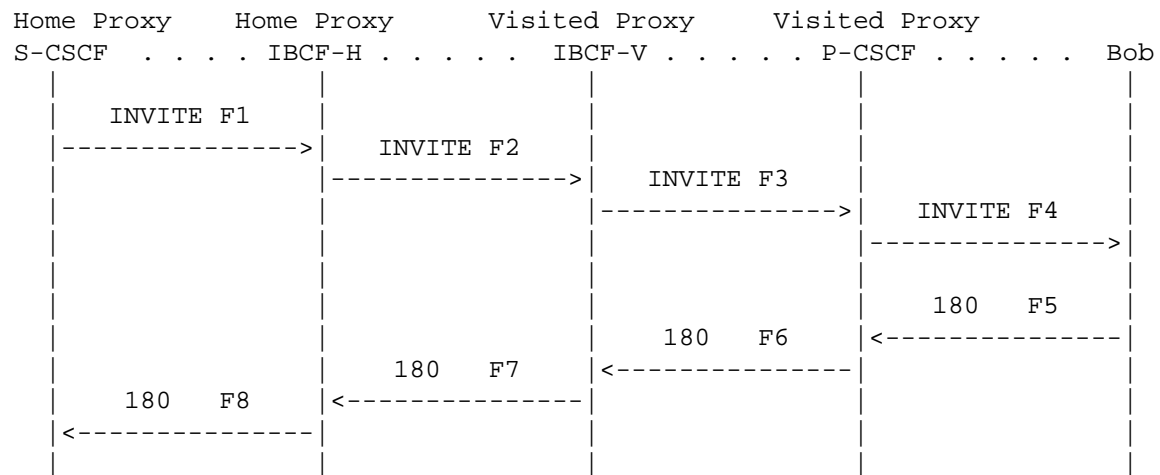 Home Proxy Home Proxy Visited Proxy Visited Proxy
S-CSCF . . . . IBCF-H . . . . . IBCF-V . . . . . P-CSCF . . . . . Bob
INVITE F1
INVITE F2
INVITE F3
INVITE F4
180 F5
180 F6
180 F7
180 F8